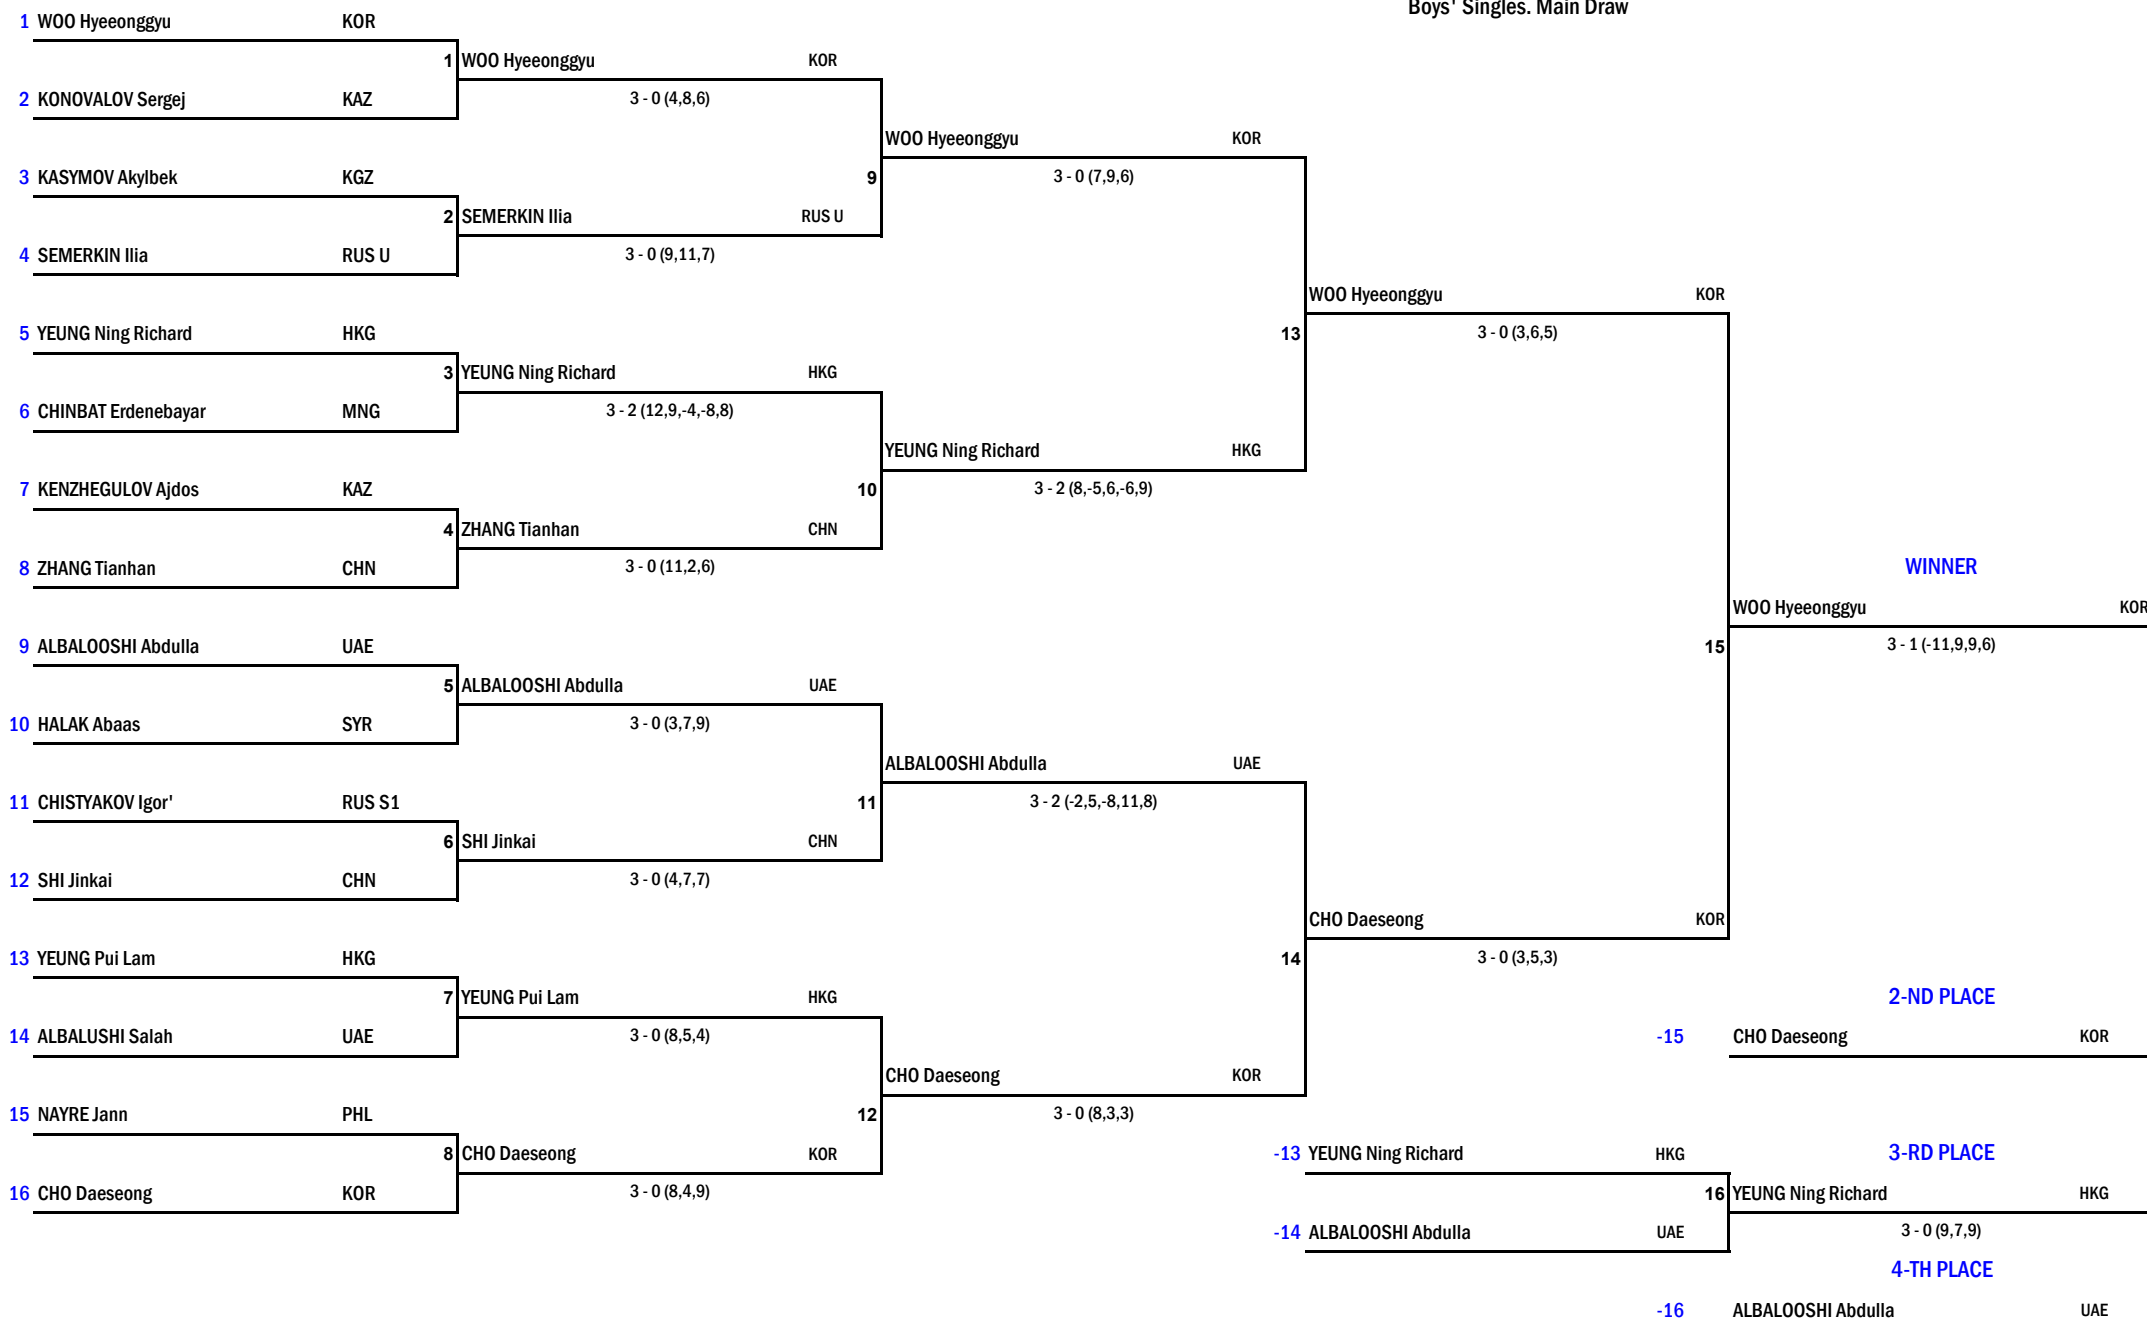 Boys' Singles. Main Draw
1 WOO Hyeeonggyu KOR
1 WOO Hyeeonggyu KOR
2 KONOVALOV Sergej KAZ 3 - 0 (4,8,6)
WOO Hyeeonggyu KOR
3 KASYMOV Akylbek KGZ 9 3 - 0 (7,9,6)
2 SEMERKIN Ilia RUS U
4 SEMERKIN Ilia RUS U 3 - 0 (9,11,7)
WOO Hyeeonggyu KOR
5 YEUNG Ning Richard HKG 13 3 - 0 (3,6,5)
3 YEUNG Ning Richard HKG
6 CHINBAT Erdenebayar MNG 3 - 2 (12,9,-4,-8,8)
YEUNG Ning Richard HKG
7 KENZHEGULOV Ajdos KAZ 10 3 - 2 (8,-5,6,-6,9)
4 ZHANG Tianhan CHN
8 ZHANG Tianhan CHN 3 - 0 (11,2,6) WINNER
WOO Hyeeonggyu KOR
9 ALBALOOSHI Abdulla UAE 15 3 - 1 (-11,9,9,6)
5 ALBALOOSHI Abdulla UAE
10 HALAK Abaas SYR 3 - 0 (3,7,9)
ALBALOOSHI Abdulla UAE
11 CHISTYAKOV Igor' RUS S1 11 3 - 2 (-2,5,-8,11,8)
6 SHI Jinkai CHN
12 SHI Jinkai CHN 3 - 0 (4,7,7)
CHO Daeseong KOR
13 YEUNG Pui Lam HKG 14 3 - 0 (3,5,3)
7 YEUNG Pui Lam HKG 2-ND PLACE
14 ALBALUSHI Salah UAE 3 - 0 (8,5,4) -15 CHO Daeseong KOR
CHO Daeseong KOR
15 NAYRE Jann PHL 12 3 - 0 (8,3,3)
8 CHO Daeseong KOR -13 YEUNG Ning Richard HKG 3-RD PLACE
16 CHO Daeseong KOR 3 - 0 (8,4,9) 16 YEUNG Ning Richard HKG
-14 ALBALOOSHI Abdulla UAE 3 - 0 (9,7,9)
4-TH PLACE
-16 ALBALOOSHI Abdulla UAE